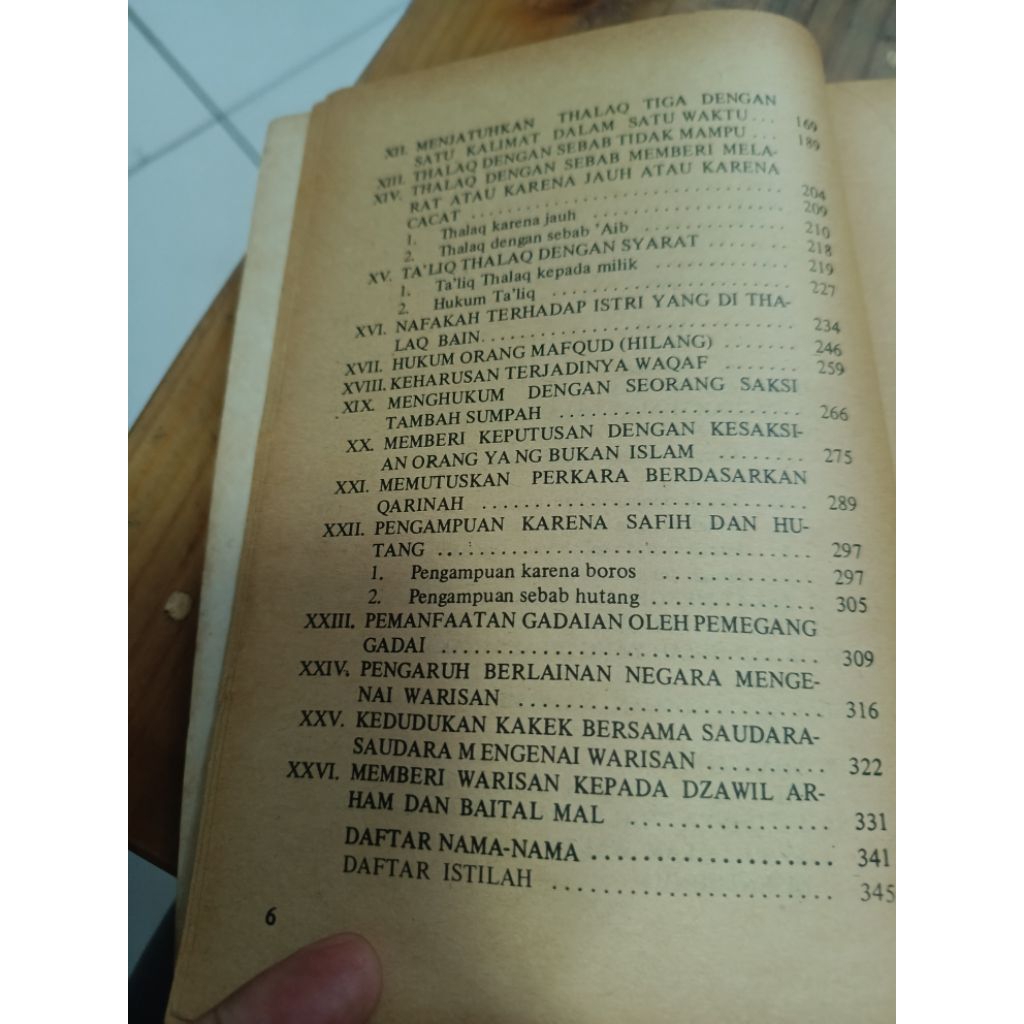 XII. MENJATUHKAN THALAQ TIGA DENGAN
SATU KALIMAT DALAM SATU WAKTU... 169
XIII. THALAQ DENGAN SEBAB TIDAK MAMPU ... 189
XIV. THALAQ DENGAN SEBAB MEMBERI MELA-
RAT ATAU KARENA JAUH ATAU KARENA
CACAT .......................... 204
1. Thalaq karena jauh ................ 209
2. Thalaq dengan sebab 'Aib ............ 210
XV. TA'LIQ THALAQ DENGAN SYARAT ....... 218
1. Ta'liq Thalaq kepada milik ............ 219
2. Hukum Ta'liq .................... 227
XVI. NAFAKAH TERHADAP ISTRI YANG DI THA-
LAQ BAIN.......................... 234
XVII. HUKUM ORANG MAFQUD (HILANG) ....... 246
XVIII. KEHARUSAN TERJADINYA WAQAF ....... 259
XIX. MENGHUKUM DENGAN SEORANG SAKSI
TAMBAH SUMPAH .................... 266
XX. MEMBERI KEPUTUSAN DENGAN KESAKSI-
AN ORANG YANG BUKAN ISLAM ........ 275
XXI. MEMUTUSKAN PERKARA BERDASARKAN
QARINAH .......................... 289
XXII. PENGAMPUAN KARENA SAFIH DAN HU-
TANG .............................. 297
1. Pengampuan karena boros ............. 297
2. Pengampuan sebab hutang ............. 305
XXIII. PEMANFAATAN GADAIAN OLEH PEMEGANG
GADAI .............................. 309
XXIV. PENGARUH BERLAINAN NEGARA MENGE-
NAI WARISAN ...................... 316
XXV. KEDUDUKAN KAKEK BERSAMA SAUDARA-
SAUDARA MENGENAI WARISAN .......... 322
XXVI. MEMBERI WARISAN KEPADA DZAWIL AR-
HAM DAN BAITAL MAL ................ 331
DAFTAR NAMA-NAMA .................... 341
DAFTAR ISTILAH ...................... 345
6